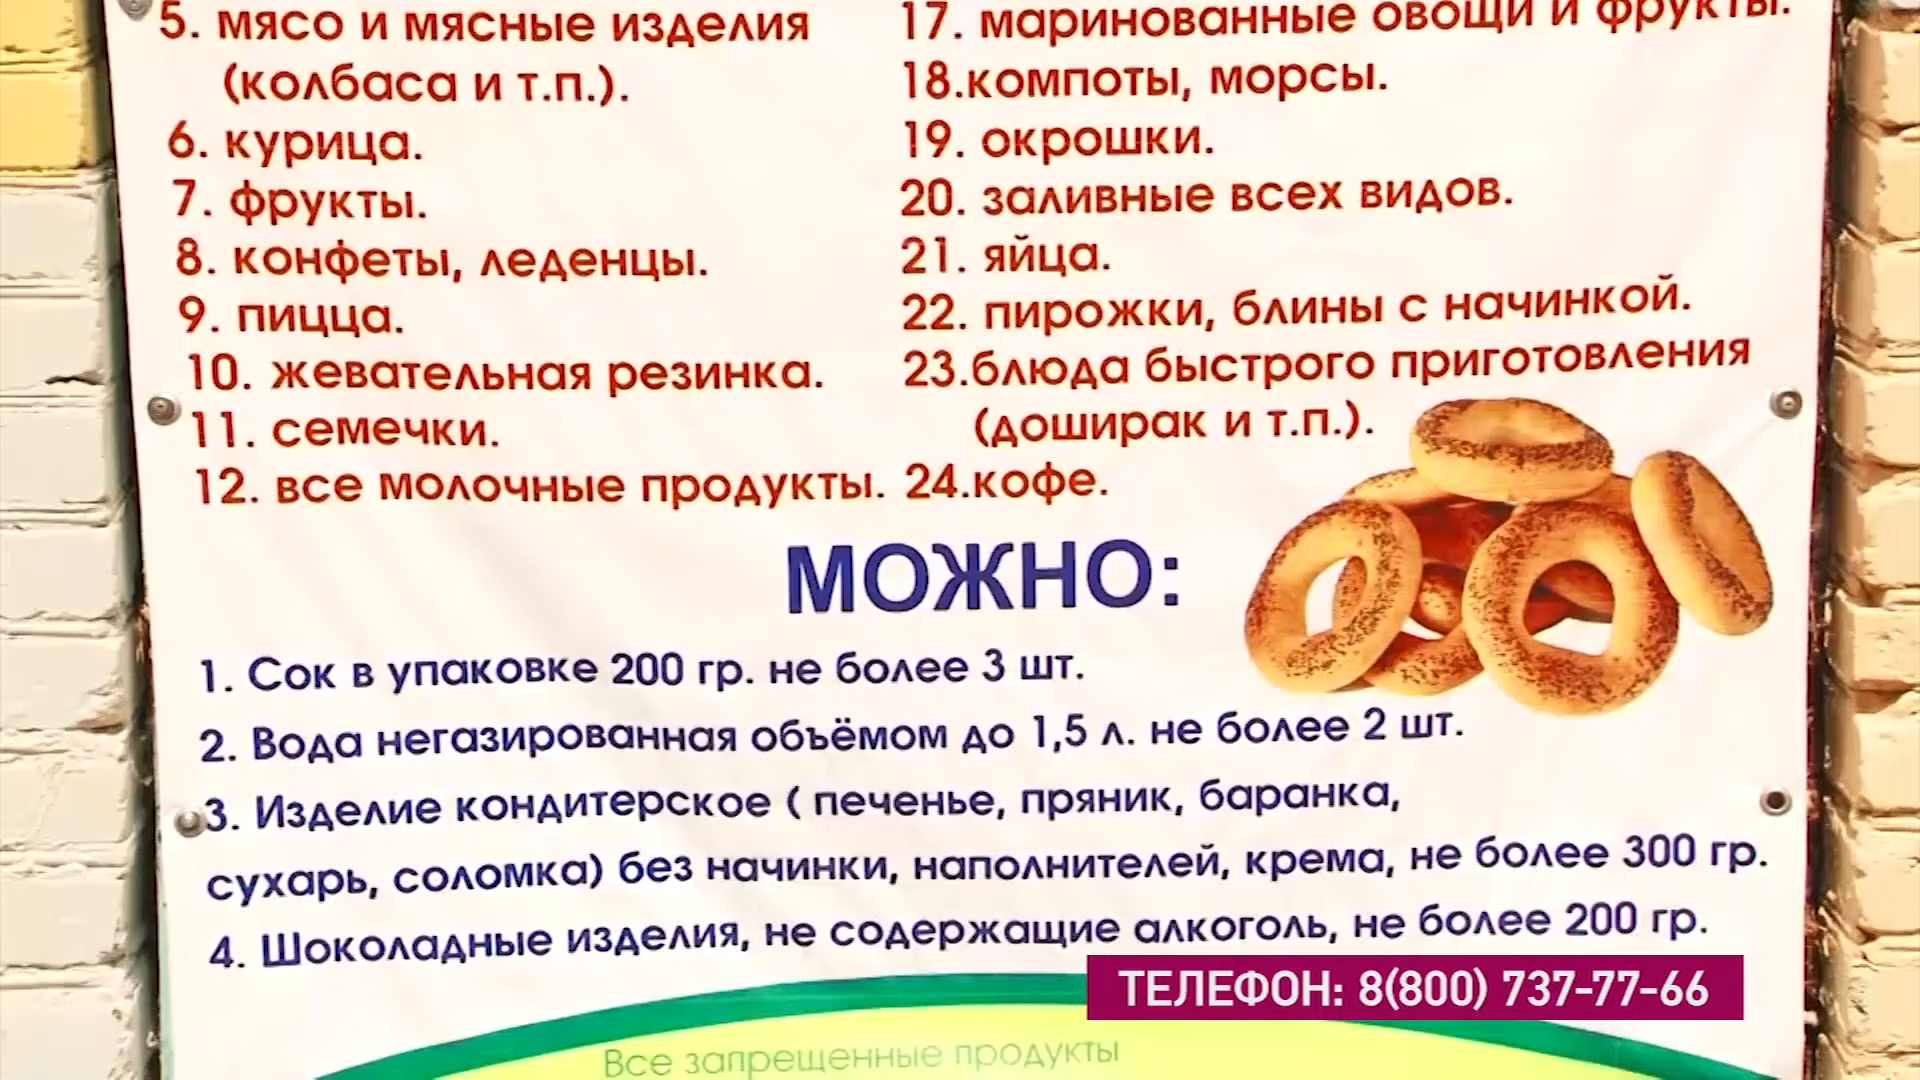 5. мясо и мясные изделия
(колбаса и т.п.).
6. курица.
7. фрукты.
8. конфеты, леденцы.
9. пицца.
10. жевательная резинка.
11. семечки.
12. все молочные продукты.
17. маринованные овощи и фрукты.
18.компоты, морсы.
19. окрошки.
20. заливные всех видов.
21. яйца.
22. пирожки, блины с начинкой.
23.блюда быстрого приготовления
(доширак и т.п.).
24.кофе.
МОЖНО:
1. Сок в упаковке 200 гр. не более 3 шт.
2. Вода негазированная объёмом до 1,5 л. не более 2 шт.
3. Изделие кондитерское ( печенье, пряник, баранка,
сухарь, соломка) без начинки, наполнителей, крема, не более 300 гр.
4. Шоколадные изделия, не содержащие алкоголь, не более 200 гр.
ТЕЛЕФОН: 8(800) 737-77-66
Все запрещенные продукты